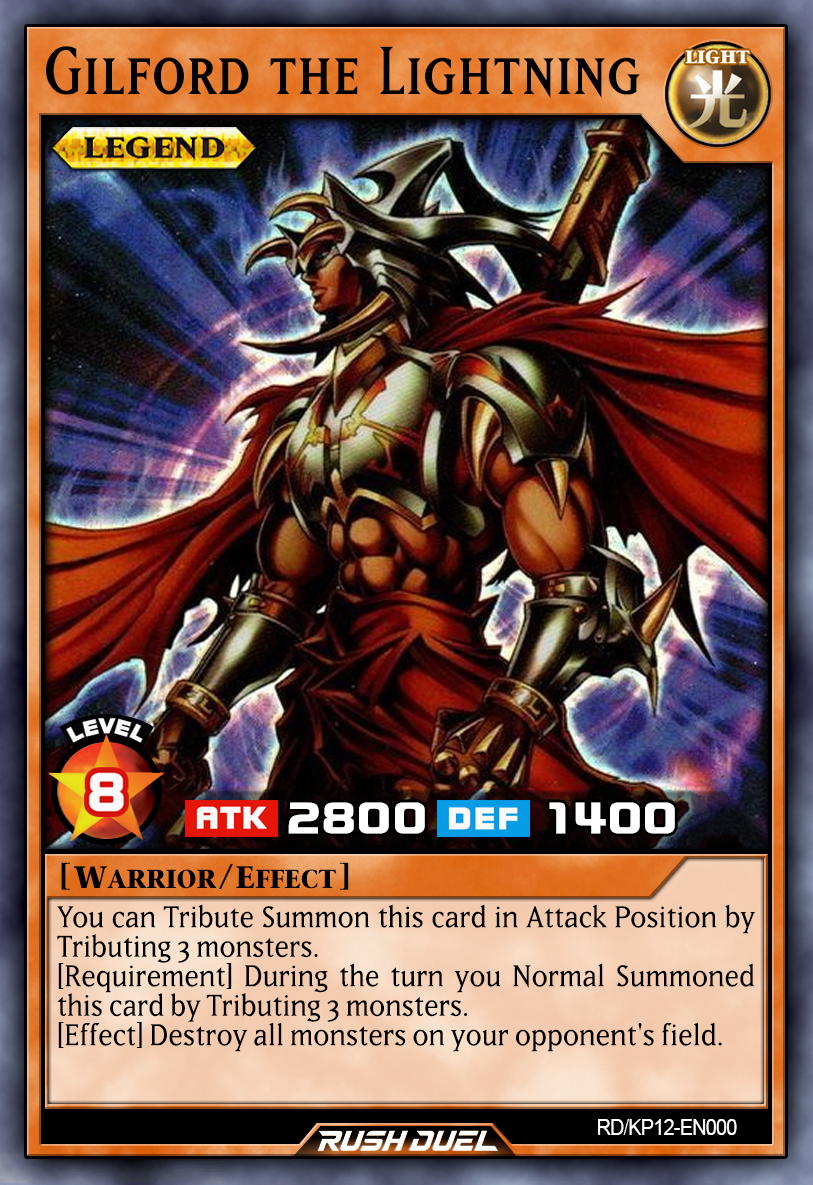 Gilford the Lightning
LIGHT
光
LEGEND
LEVEL
8
ATK 2800 DEF 1400
[Warrior/Effect]
You can Tribute Summon this card in Attack Position by
Tributing 3 monsters.
[Requirement] During the turn you Normal Summoned
this card by Tributing 3 monsters.
[Effect] Destroy all monsters on your opponent's field.
RD/KP12-EN000
RUSH DUEL